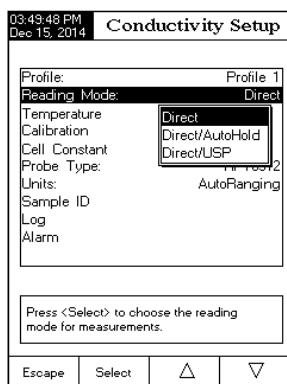 03:49:48 PM
Dec 15, 2014
Conductivity Setup
Profile: Profile 1
Reading Mode: Direct
Temperature
Direct
Calibration
Direct/AutoHold
Cell Constant
Direct/USP
Probe Type:
Units: AutoRanging
Sample ID
Log
Alarm
Press <Select> to choose the reading
mode for measurements.
Escape Select